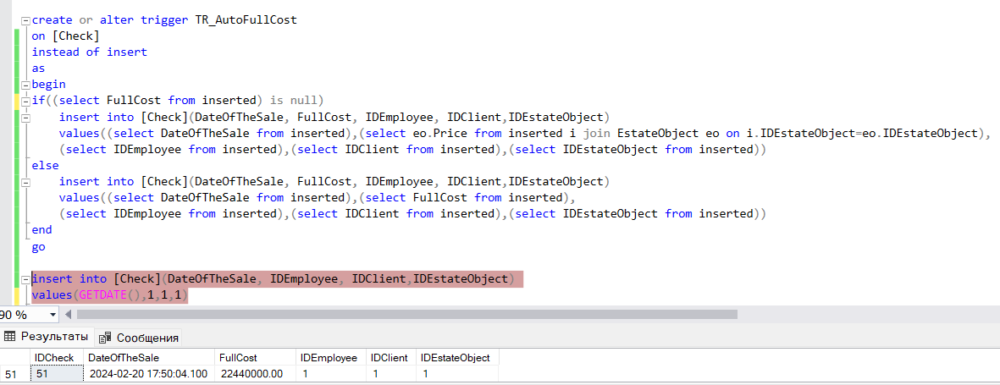 create or alter trigger TR_AutoFullCost
on [Check]
instead of insert
as
begin
if((select FullCost from inserted) is null)
insert into [Check](DateOfTheSale, FullCost, IDEmployee, IDClient,IDEstateObject)
values((select DateOfTheSale from inserted),(select eo.Price from inserted i join EstateObject eo on i.IDEstateObject=eo.IDEstateObject),
(select IDEmployee from inserted),(select IDClient from inserted),(select IDEstateObject from inserted))
else
insert into [Check](DateOfTheSale, FullCost, IDEmployee, IDClient,IDEstateObject)
values((select DateOfTheSale from inserted),(select FullCost from inserted),
(select IDEmployee from inserted),(select IDClient from inserted),(select IDEstateObject from inserted))
end
go
insert into [Check](DateOfTheSale, IDEmployee, IDClient,IDEstateObject)
values(GETDATE(),1,1,1)
90 %
Результаты Сообщения
IDCheck DateOfTheSale FullCost IDEmployee IDClient IDEstateObject
51 51 2024-02-20 17:50:04.100 22440000.00 1 1 1